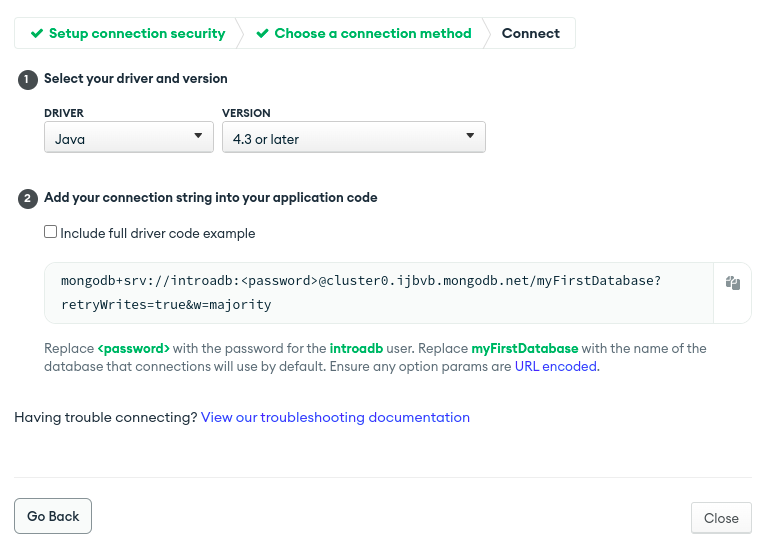 Setup connection security Choose a connection method Connect
1 Select your driver and version
DRIVER VERSION
Java 4.3 or later
2 Add your connection string into your application code
Include full driver code example
mongodb+srv://introadb:<password>@cluster0.ijbvb.mongodb.net/myFirstDatabase?
retryWrites=true&w=majority
Replace <password> with the password for the introadb user. Replace myFirstDatabase with the name of the
database that connections will use by default. Ensure any option params are URL encoded.
Having trouble connecting? View our troubleshooting documentation
Go Back Close